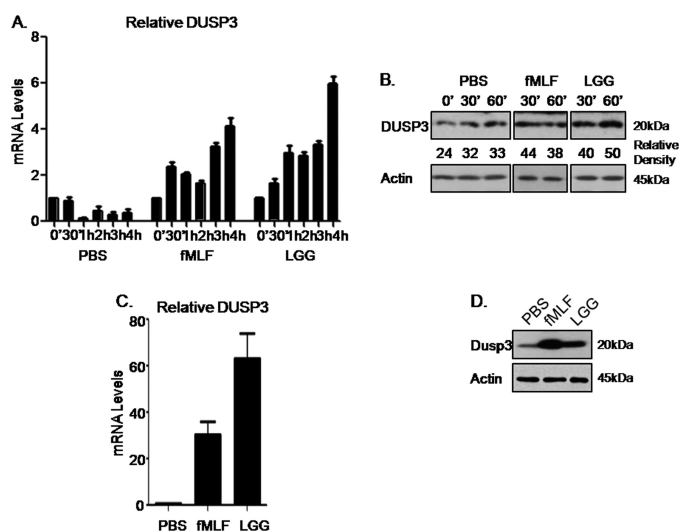 A.
Relative DUSP3
mRNA Levels
8
6
4
2
0
0'30'1h2h3h4h
0'30'1h2h3h4h
0'30'1h2h3h4h
PBS
fMLF
LGG
B.
PBS
fMLF
LGG
0' 30' 60'
30' 60'
30' 60'
DUSP3
20kDa
24 32 33
44 38
40 50
Relative
Density
Actin
45kDa
C.
Relative DUSP3
mRNA Levels
80
60
40
20
0
PBS
fMLF
LGG
D.
PBS
fMLF
LGG
Dusp3
20kDa
Actin
45kDa